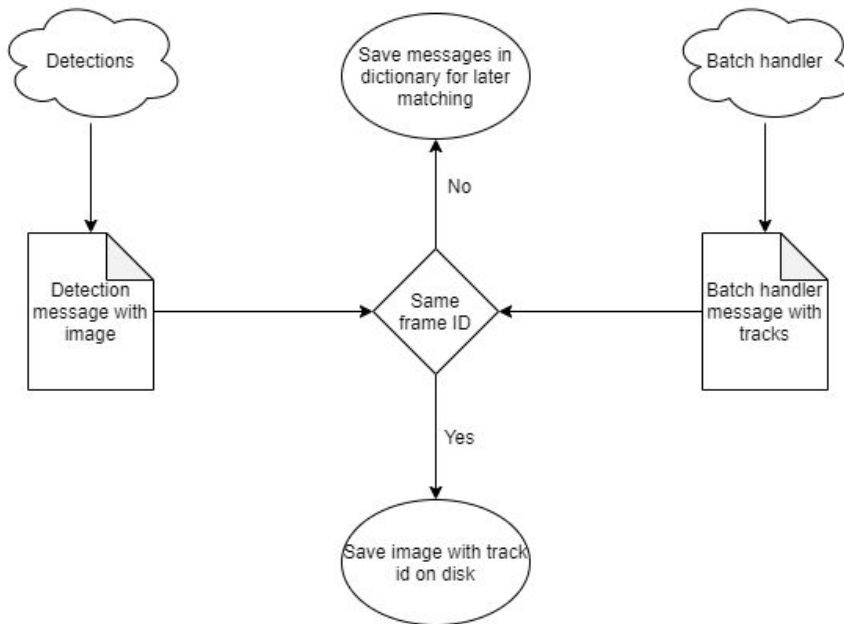 Detections
Save messages in
dictionary for later
matching
Batch handler
No
Detection
message with
image
Same
frame ID
Batch handler
message with
tracks
Yes
Save image with track
id on disk